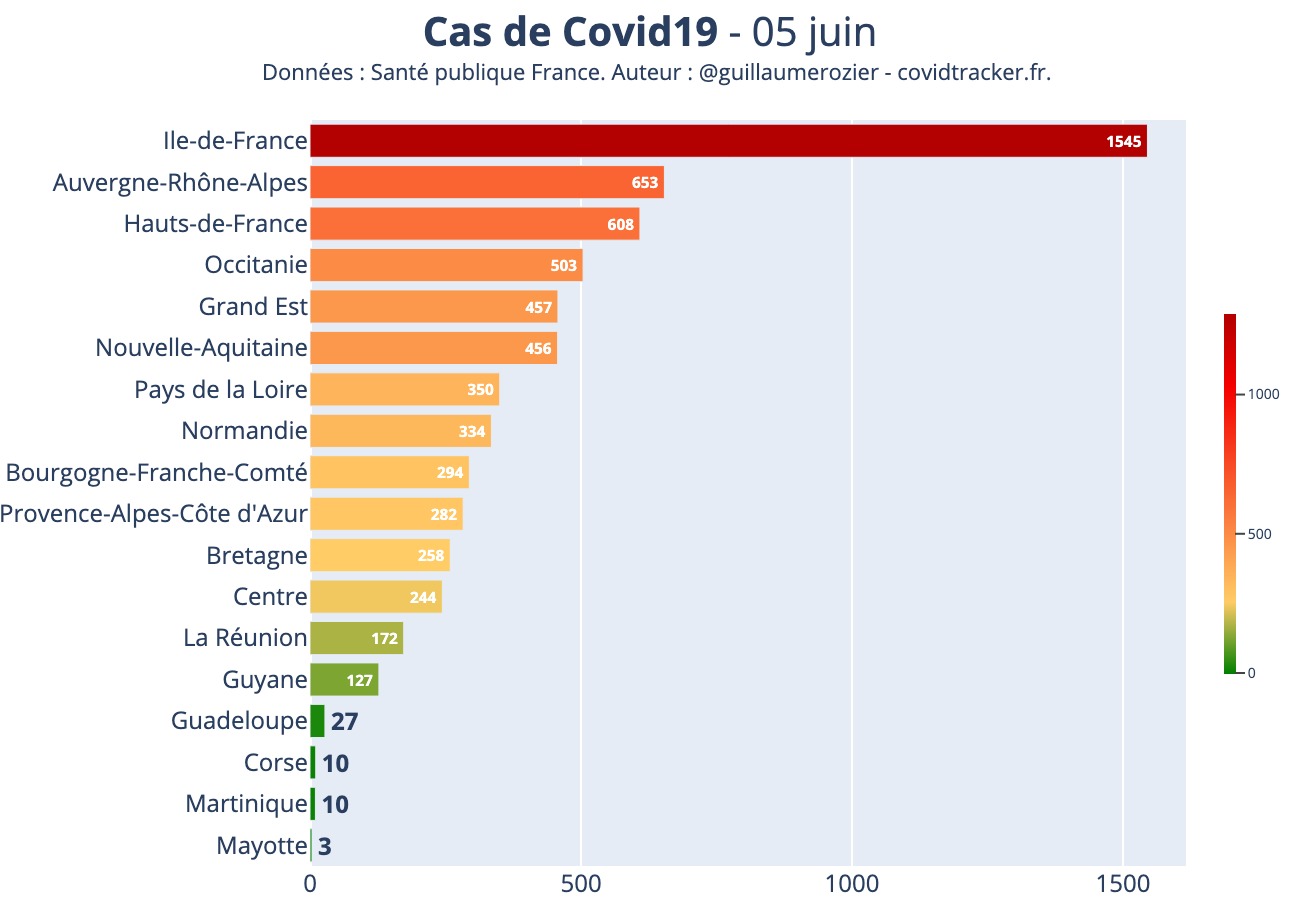 Cas de Covid19 - 05 juin
Données : Santé publique France. Auteur : @guillaumerozier - covidtracker.fr.
Ile-de-France 1545
Auvergne-Rhône-Alpes 653
Hauts-de-France 608
Occitanie 503
Grand Est 457
Nouvelle-Aquitaine 456
Pays de la Loire 350
Normandie 334
Bourgogne-Franche-Comté 294
Provence-Alpes-Côte d'Azur 282
Bretagne 258
Centre 244
La Réunion 172
Guyane 127
Guadeloupe 27
Corse 10
Martinique 10
Mayotte 3
0 500 1000 1500
1000
500
0